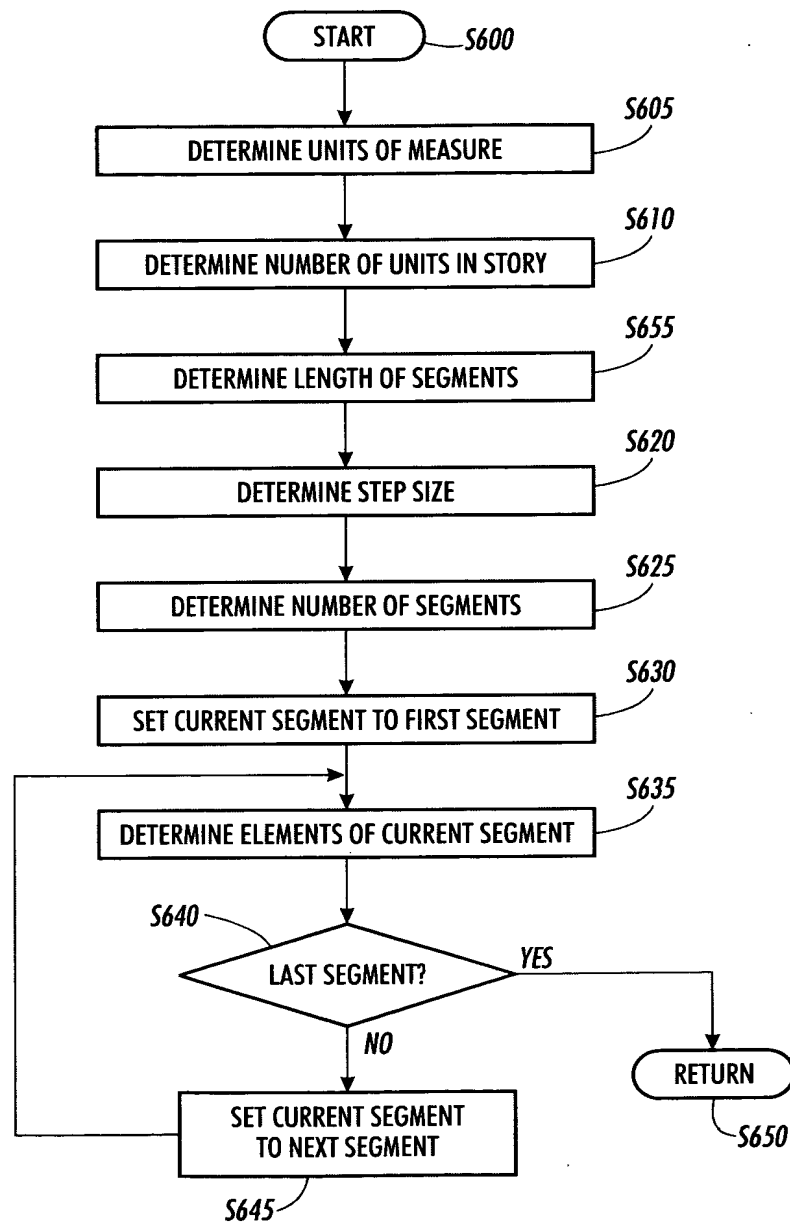 START
S600
S605
DETERMINE UNITS OF MEASURE
S610
DETERMINE NUMBER OF UNITS IN STORY
S655
DETERMINE LENGTH OF SEGMENTS
S620
DETERMINE STEP SIZE
S625
DETERMINE NUMBER OF SEGMENTS
S630
SET CURRENT SEGMENT TO FIRST SEGMENT
S635
DETERMINE ELEMENTS OF CURRENT SEGMENT
S640
LAST SEGMENT?
YES
NO
RETURN
S650
SET CURRENT SEGMENT
TO NEXT SEGMENT
S645